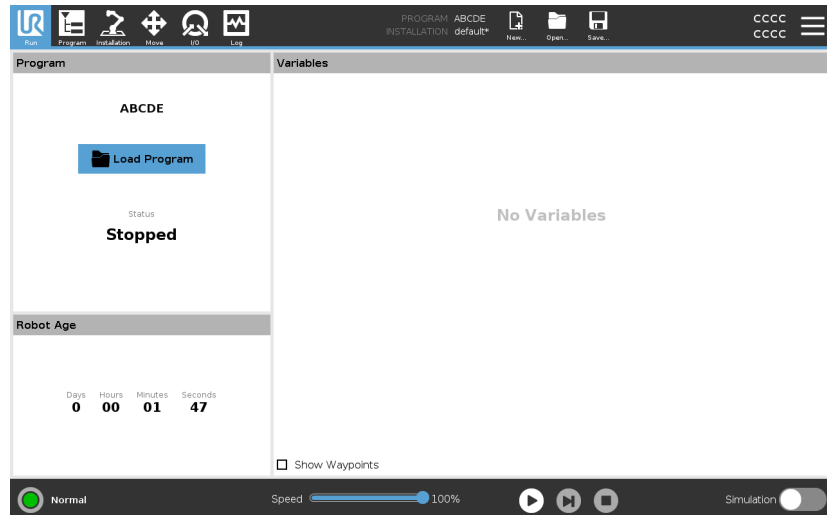 UR
Run
Program
Installation
Move
I/O
Log
PROGRAM ABCDE
INSTALLATION default*
New...
Open...
Save...
cccc
cccc
Program
Variables
ABCDE
Load Program
Status
Stopped
No Variables
Robot Age
Days Hours Minutes Seconds
0 00 01 47
Show Waypoints
Normal
Speed 100%
Simulation